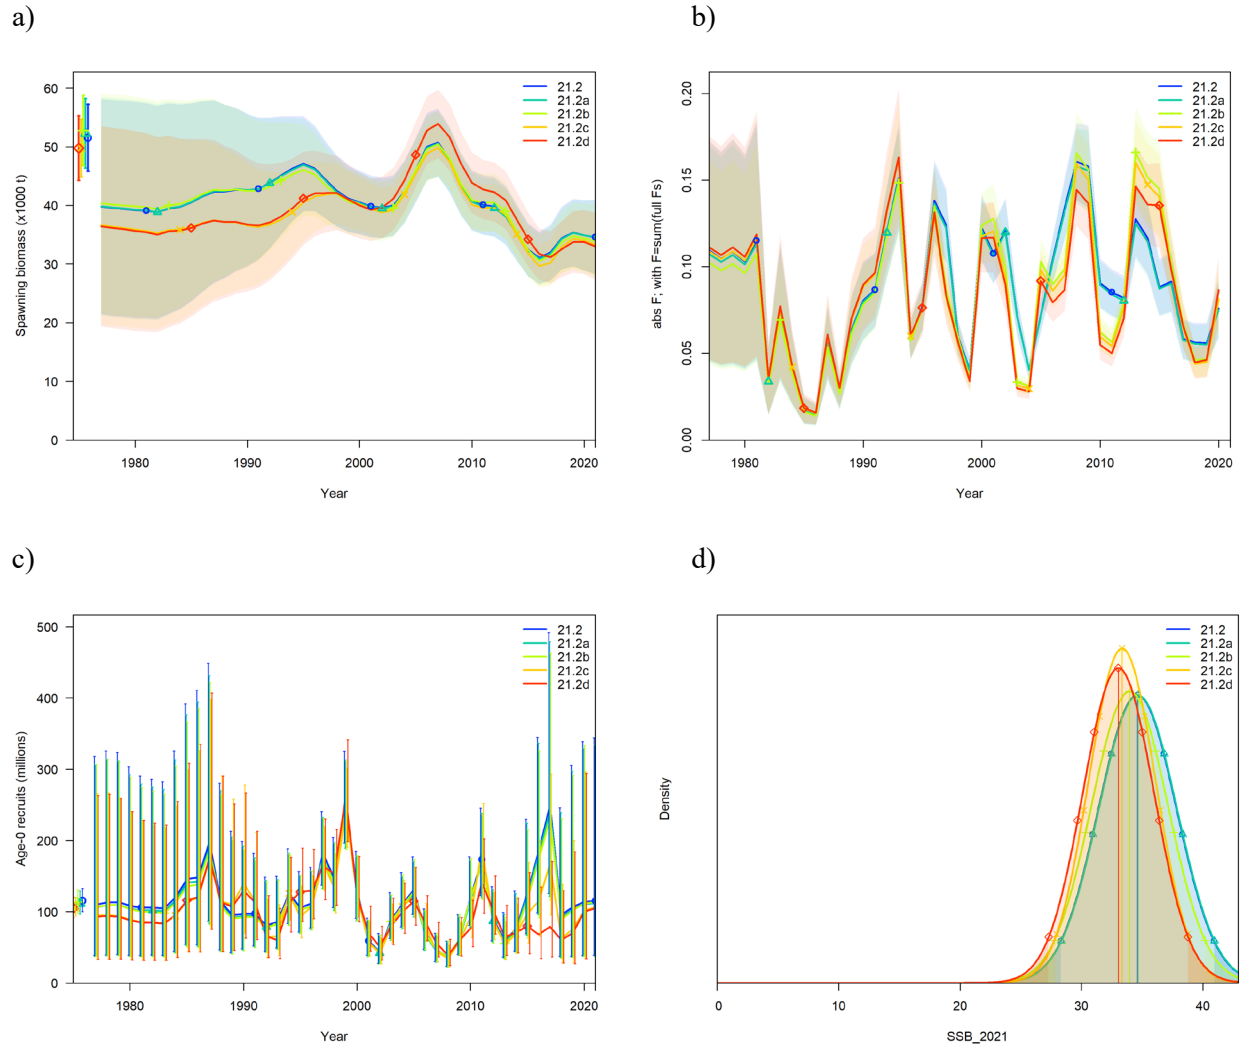 a)
b)
Spawning biomass (x1000 t)
60
50
40
30
20
10
0
1980
1990
2000
2010
2020
Year
21.2
21.2a
21.2b
21.2c
21.2d
abs F; with F=sum(full Fs)
0.20
0.15
0.10
0.05
0.00
1980
1990
2000
2010
2020
Year
21.2
21.2a
21.2b
21.2c
21.2d
c)
d)
Age-0 recruits (millions)
500
400
300
200
100
0
1980
1990
2000
2010
2020
Year
21.2
21.2a
21.2b
21.2c
21.2d
Density
0
10
20
30
40
SSB_2021
21.2
21.2a
21.2b
21.2c
21.2d